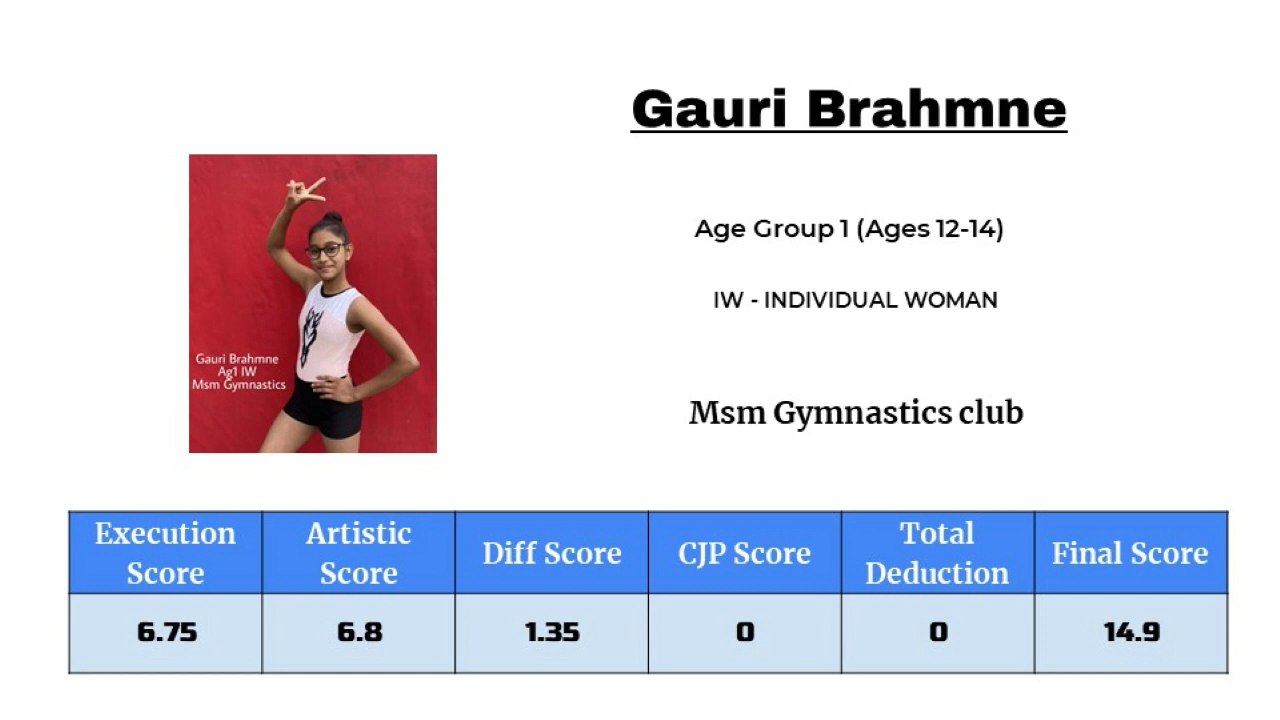 Gauri Brahmne
Age Group 1 (Ages 12-14)
IW - INDIVIDUAL WOMAN
Gauri Brahmne
Ag1 IW
Msm Gymnastics
Msm Gymnastics club
Execution Score
Artistic Score
Diff Score
CJP Score
Total Deduction
Final Score
6.75
6.8
1.35
0
0
14.9